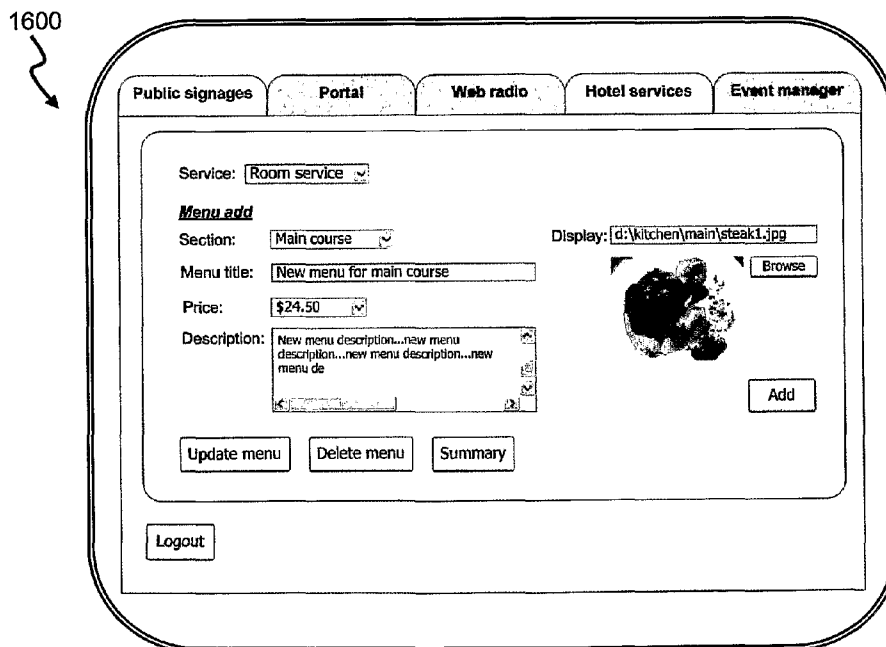 1600
Public signages Portal Web radio Hotel services Event manager
Service: Room service
Menu add
Section: Main course
Display: d:\kitchen\main\steak1.jpg
Menu title: New menu for main course
Browse
Price: $24.50
Description: New menu description...new menu
description...new menu description...new
menu de
Add
Update menu Delete menu Summary
Logout